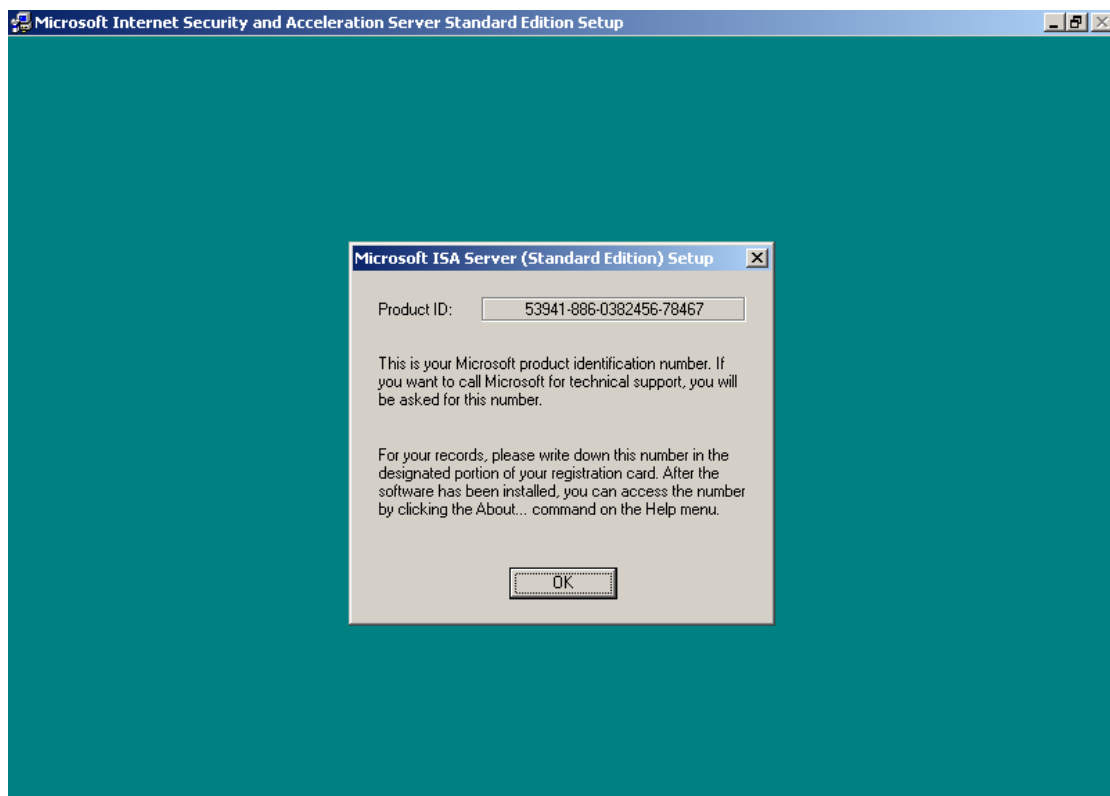 Microsoft Internet Security and Acceleration Server Standard Edition Setup
Microsoft ISA Server (Standard Edition) Setup
Product ID: 53941-886-0382456-78467
This is your Microsoft product identification number. If
you want to call Microsoft for technical support, you will
be asked for this number.
For your records, please write down this number in the
designated portion of your registration card. After the
software has been installed, you can access the number
by clicking the About... command on the Help menu.
OK